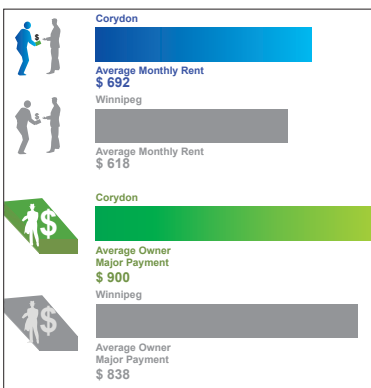 Corydon
$
Average Monthly Rent
$ 692
Winnipeg
$
Average Monthly Rent
$ 618
Corydon
$
Average Owner
Major Payment
$ 900
Winnipeg
$
Average Owner
Major Payment
$ 838